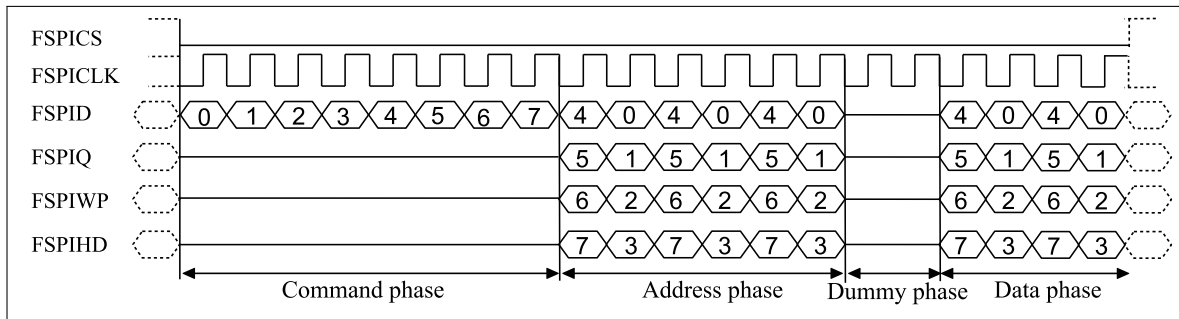 FSPICS
FSPICLK
FSPID 0 1 2 3 4 5 6 7 4 0 4 0 4 0 4 0 4 0
FSPIQ 5 1 5 1 5 1 5 1 5 1
FSPIWP 6 2 6 2 6 2 6 2 6 2
FSPIHD 7 3 7 3 7 3 7 3 7 3
Command phase Address phase Dummy phase Data phase